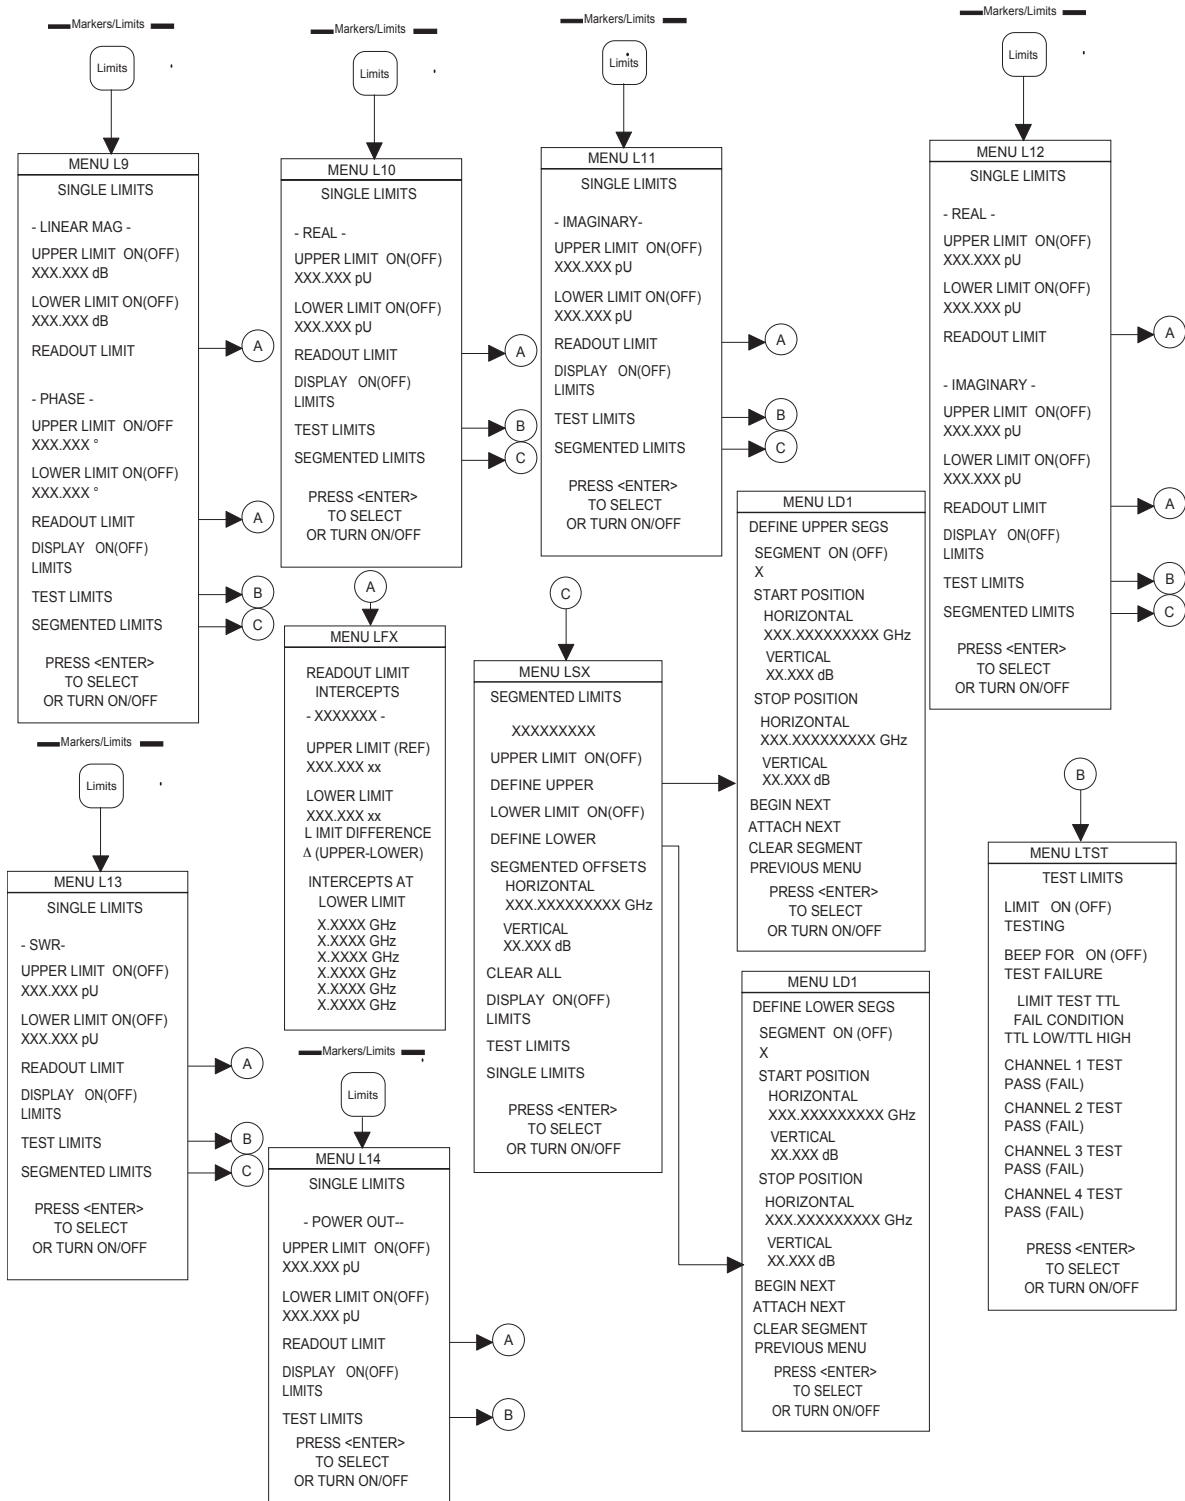 Markers/Limits
Limits
MENU L9
SINGLE LIMITS
- LINEAR MAG -
UPPER LIMIT ON(OFF)
XXX.XXX dB
LOWER LIMIT ON(OFF)
XXX.XXX dB
READOUT LIMIT
A
- PHASE -
UPPER LIMIT ON/OFF
XXX.XXX °
LOWER LIMIT ON(OFF)
XXX.XXX °
READOUT LIMIT
A
DISPLAY ON(OFF)
LIMITS
TEST LIMITS
B
SEGMENTED LIMITS
C
PRESS <ENTER>
TO SELECT
OR TURN ON/OFF
Markers/Limits
Limits
MENU L10
SINGLE LIMITS
- REAL -
UPPER LIMIT ON(OFF)
XXX.XXX pU
LOWER LIMIT ON(OFF)
XXX.XXX pU
READOUT LIMIT
A
DISPLAY ON(OFF)
LIMITS
TEST LIMITS
B
SEGMENTED LIMITS
C
PRESS <ENTER>
TO SELECT
OR TURN ON/OFF
Markers/Limits
Limits
MENU L11
SINGLE LIMITS
- IMAGINARY-
UPPER LIMIT ON(OFF)
XXX.XXX pU
LOWER LIMIT ON(OFF)
XXX.XXX pU
READOUT LIMIT
A
DISPLAY ON(OFF)
LIMITS
TEST LIMITS
B
SEGMENTED LIMITS
C
PRESS <ENTER>
TO SELECT
OR TURN ON/OFF
Markers/Limits
Limits
MENU L12
SINGLE LIMITS
- REAL -
UPPER LIMIT ON(OFF)
XXX.XXX pU
LOWER LIMIT ON(OFF)
XXX.XXX pU
READOUT LIMIT
A
- IMAGINARY -
UPPER LIMIT ON(OFF)
XXX.XXX pU
LOWER LIMIT ON(OFF)
XXX.XXX pU
READOUT LIMIT
A
DISPLAY ON(OFF)
LIMITS
TEST LIMITS
B
SEGMENTED LIMITS
C
PRESS <ENTER>
TO SELECT
OR TURN ON/OFF
A
MENU LFX
READOUT LIMIT
INTERCEPTS
- XXXXXXX -
UPPER LIMIT (REF)
XXX.XXX xx
LOWER LIMIT
XXX.XXX xx
L IMIT DIFFERENCE
Δ (UPPER-LOWER)
INTERCEPTS AT
LOWER LIMIT
X.XXXX GHz
X.XXXX GHz
X.XXXX GHz
X.XXXX GHz
X.XXXX GHz
X.XXXX GHz
C
MENU LSX
SEGMENTED LIMITS
XXXXXXXXX
UPPER LIMIT ON(OFF)
DEFINE UPPER
LOWER LIMIT ON(OFF)
DEFINE LOWER
SEGMENTED OFFSETS
HORIZONTAL
XXX.XXXXXXXXX GHz
VERTICAL
XX.XXX dB
CLEAR ALL
DISPLAY ON(OFF)
LIMITS
TEST LIMITS
SINGLE LIMITS
PRESS <ENTER>
TO SELECT
OR TURN ON/OFF
MENU LD1
DEFINE UPPER SEGS
SEGMENT ON (OFF)
X
START POSITION
HORIZONTAL
XXX.XXXXXXXXX GHz
VERTICAL
XX.XXX dB
STOP POSITION
HORIZONTAL
XXX.XXXXXXXXX GHz
VERTICAL
XX.XXX dB
BEGIN NEXT
ATTACH NEXT
CLEAR SEGMENT
PREVIOUS MENU
PRESS <ENTER>
TO SELECT
OR TURN ON/OFF
MENU LD1
DEFINE LOWER SEGS
SEGMENT ON (OFF)
X
START POSITION
HORIZONTAL
XXX.XXXXXXXXX GHz
VERTICAL
XX.XXX dB
STOP POSITION
HORIZONTAL
XXX.XXXXXXXXX GHz
VERTICAL
XX.XXX dB
BEGIN NEXT
ATTACH NEXT
CLEAR SEGMENT
PREVIOUS MENU
PRESS <ENTER>
TO SELECT
OR TURN ON/OFF
B
MENU LTST
TEST LIMITS
LIMIT ON (OFF)
TESTING
BEEP FOR ON (OFF)
TEST FAILURE
LIMIT TEST TTL
FAIL CONDITION
TTL LOW/TTL HIGH
CHANNEL 1 TEST
PASS (FAIL)
CHANNEL 2 TEST
PASS (FAIL)
CHANNEL 3 TEST
PASS (FAIL)
CHANNEL 4 TEST
PASS (FAIL)
PRESS <ENTER>
TO SELECT
OR TURN ON/OFF
Markers/Limits
Limits
MENU L13
SINGLE LIMITS
- SWR-
UPPER LIMIT ON(OFF)
XXX.XXX pU
LOWER LIMIT ON(OFF)
XXX.XXX pU
READOUT LIMIT
A
DISPLAY ON(OFF)
LIMITS
TEST LIMITS
B
SEGMENTED LIMITS
C
PRESS <ENTER>
TO SELECT
OR TURN ON/OFF
Markers/Limits
Limits
MENU L14
SINGLE LIMITS
- POWER OUT--
UPPER LIMIT ON(OFF)
XXX.XXX pU
LOWER LIMIT ON(OFF)
XXX.XXX pU
READOUT LIMIT
A
DISPLAY ON(OFF)
LIMITS
TEST LIMITS
B
PRESS <ENTER>
TO SELECT
OR TURN ON/OFF